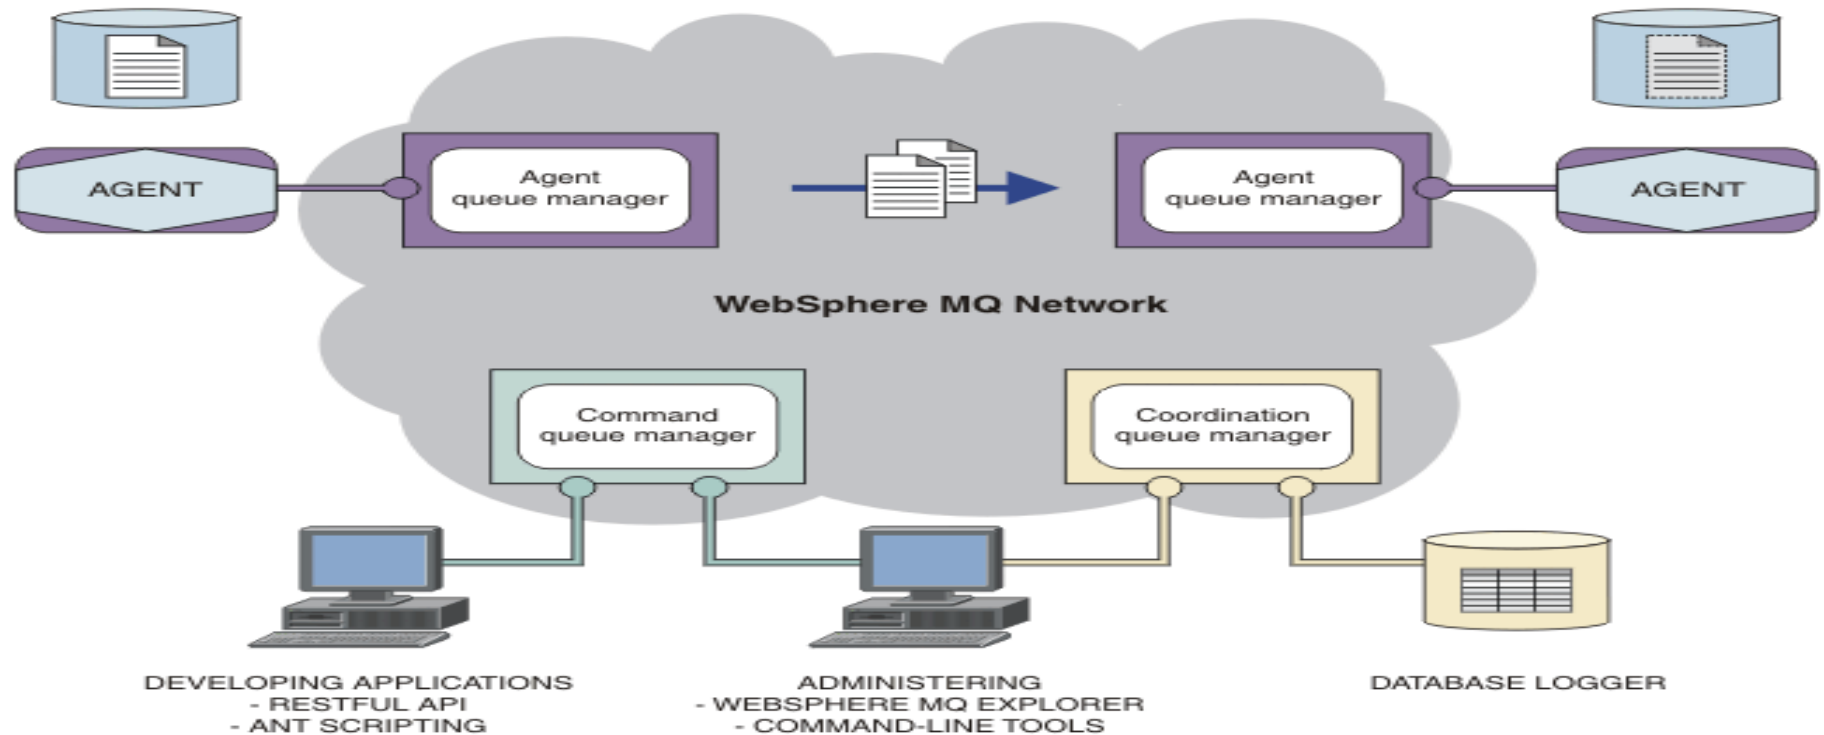 AGENT
Agent
queue manager
Agent
queue manager
AGENT
WebSphere MQ Network
Command
queue manager
Coordination
queue manager
DEVELOPING APPLICATIONS
- RESTFUL API
- ANT SCRIPTING
ADMINISTERING
- WEBSPHERE MQ EXPLORER
- COMMAND-LINE TOOLS
DATABASE LOGGER